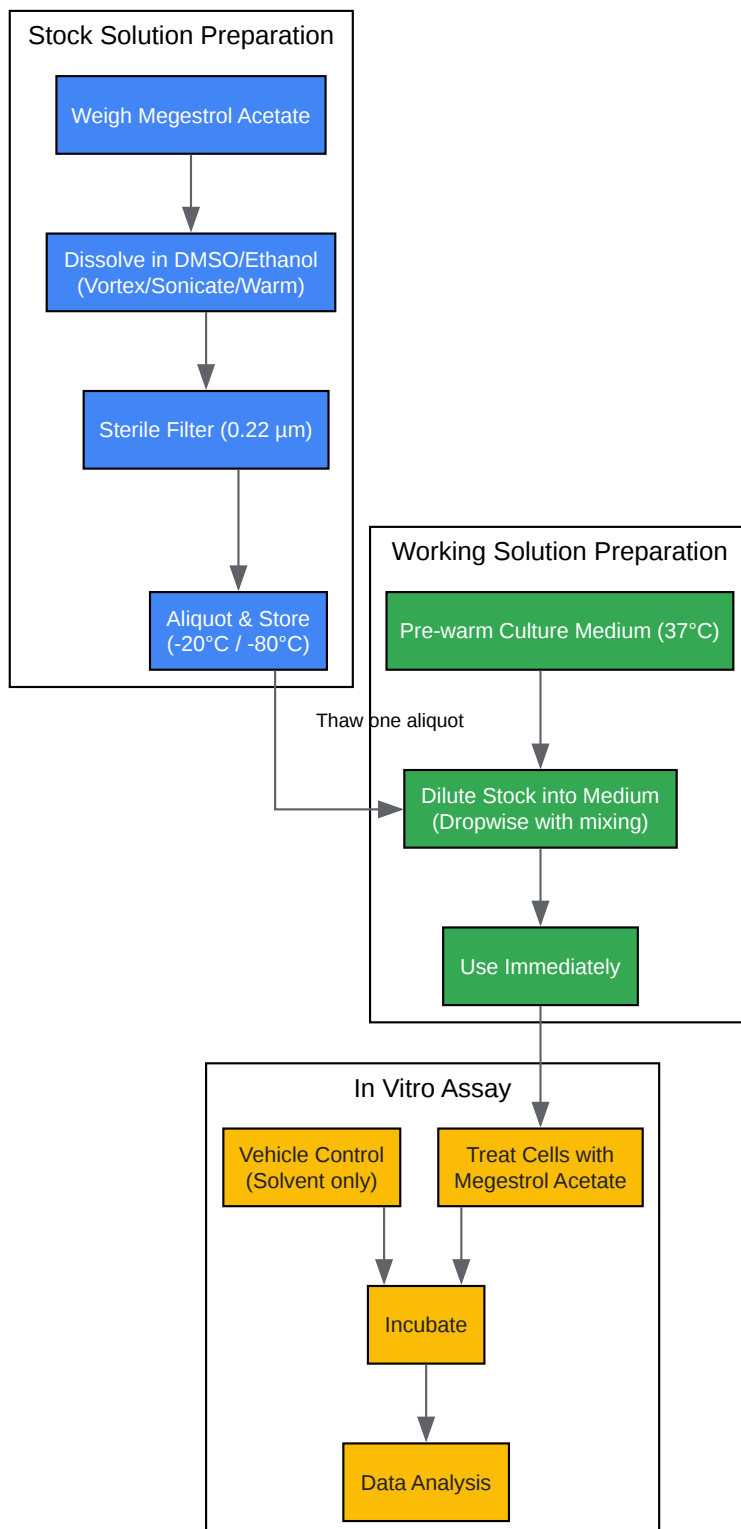 Stock Solution Preparation
Weigh Megestrol Acetate
Dissolve in DMSO/Ethanol
(Vortex/Sonicate/Warm)
Sterile Filter (0.22 µm)
Aliquot & Store
(-20°C / -80°C)
Thaw one aliquot
Working Solution Preparation
Pre-warm Culture Medium (37°C)
Dilute Stock into Medium
(Dropwise with mixing)
Use Immediately
In Vitro Assay
Vehicle Control
(Solvent only)
Treat Cells with
Megestrol Acetate
Incubate
Data Analysis